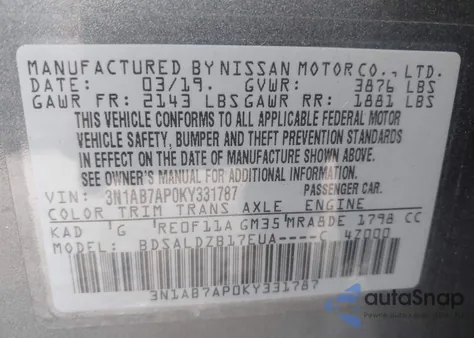 MANUFACTURED BY NISSAN MOTOR CO., LTD.
DATE: 03/19. GVWR: 3876 LBS
GAWR FR: 2143 LBS GAWR RR: 1881 LBS
THIS VEHICLE CONFORMS TO ALL APPLICABLE FEDERAL MOTOR
VEHICLE SAFETY, BUMPER AND THEFT PREVENTION STANDARDS
IN EFFECT ON THE DATE OF MANUFACTURE SHOWN ABOVE.
SEE OWNER'S MANUAL FOR ADDITIONAL INFORMATION.
VIN: 3N1AB7AP0KY331787 PASSENGER CAR.
COLOR TRIM TRANS AXLE ENGINE
KAD G RE0F11A GM35 MRA8DE 1798 CC
MODEL: BDSALDZB17EUA----C 47000
3N1AB7AP0KY331787
autoSnap